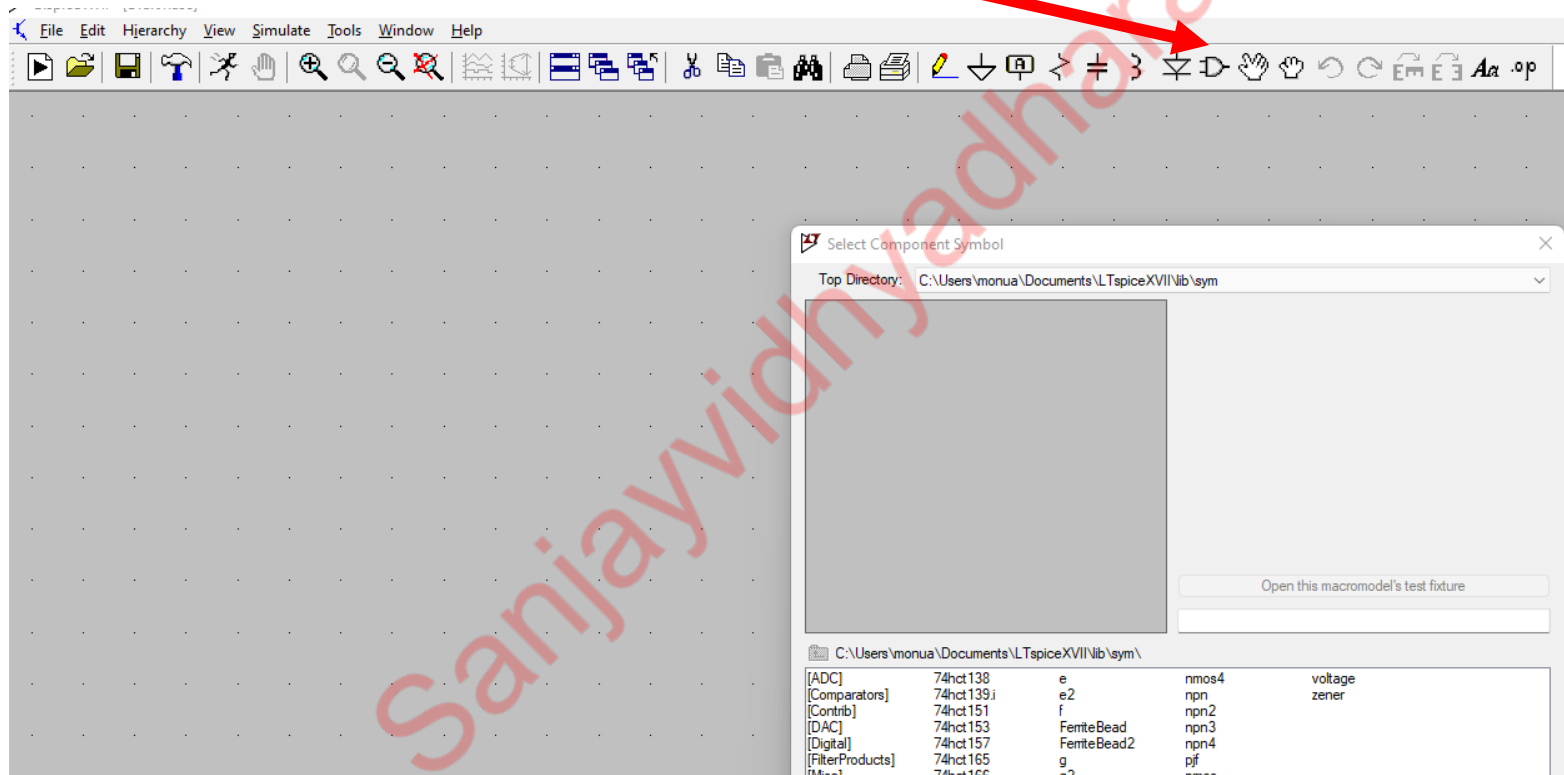 File Edit Hierarchy View Simulate Tools Window Help
A Aa .op
Select Component Symbol
Top Directory: C:\Users\monua\Documents\LTspiceXVII\lib\sym
Open this macromodel's test fixture
C:\Users\monua\Documents\LTspiceXVII\lib\sym\
[ADC] 74hct138 e nmos4 voltage
[Comparators] 74hct139.i e2 npn zener
[Contrib] 74hct151 f npn2
[DAC] 74hct153 FerriteBead npn3
[Digital] 74hct157 FerriteBead2 npn4
[FilterProducts] 74hct165 g pjf
Sanjayvidhyadhara